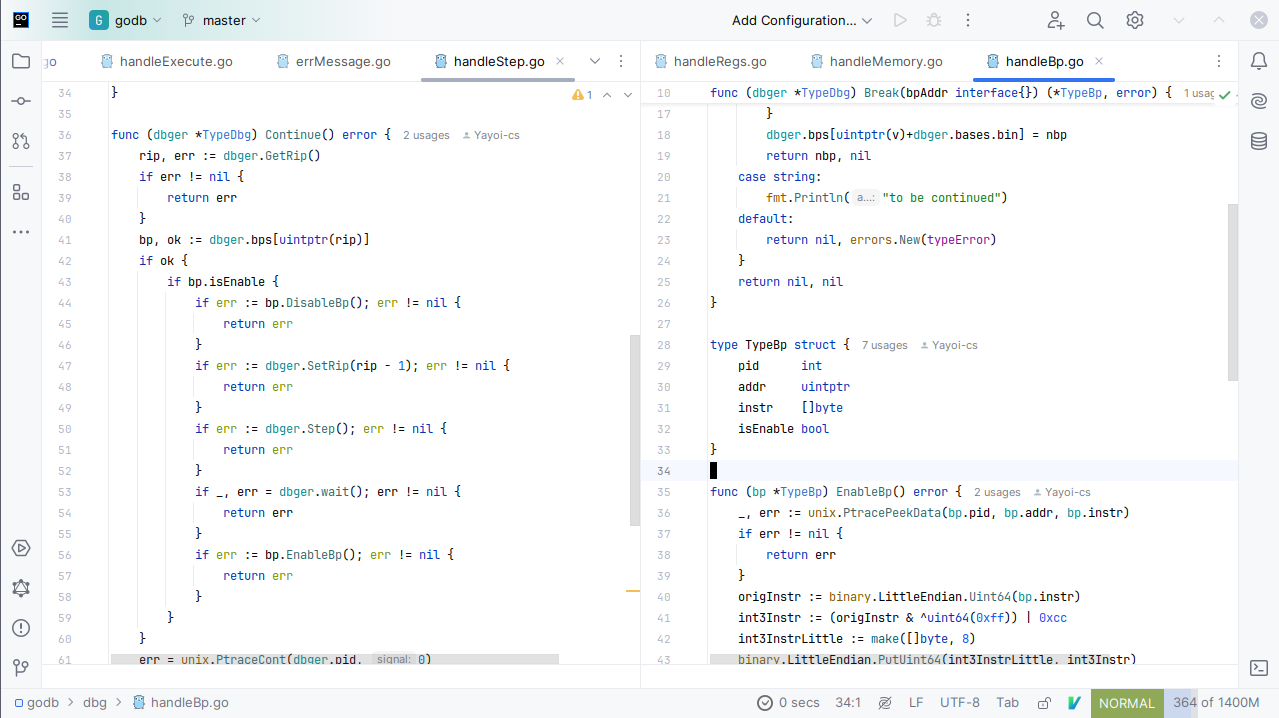 GO
G godb
master
Add Configuration...
go
handleExecute.go
errMessage.go
handleStep.go
handleRegs.go
handleMemory.go
handleBp.go
1
34 }
35
36 func (dbger *TypeDbg) Continue() error { 2 usages Yayoi-cs
37 rip, err := dbger.GetRip()
38 if err != nil {
39 return err
40 }
41 bp, ok := dbger.bps[uintptr(rip)]
42 if ok {
43 if bp.isEnable {
44 if err := bp.DisableBp(); err != nil {
45 return err
46 }
47 if err := dbger.SetRip(rip - 1); err != nil {
48 return err
49 }
50 if err := dbger.Step(); err != nil {
51 return err
52 }
53 if _, err = dbger.wait(); err != nil {
54 return err
55 }
56 if err := bp.EnableBp(); err != nil {
57 return err
58 }
59 }
60 }
61 err = unix.PtraceCont(dbger.pid, signal: 0)
10 func (dbger *TypeDbg) Break(bpAddr interface{}) (*TypeBp, error) { 1 usag
17 }
18 dbger.bps[uintptr(v)+dbger.bases.bin] = nbp
19 return nbp, nil
20 case string:
21 fmt.Println( a...: "to be continued")
22 default:
23 return nil, errors.New(typeError)
24 }
25 return nil, nil
26 }
27
28 type TypeBp struct { 7 usages Yayoi-cs
29 pid int
30 addr uintptr
31 instr []byte
32 isEnable bool
33 }
34
35 func (bp *TypeBp) EnableBp() error { 2 usages Yayoi-cs
36 _, err := unix.PtracePeekData(bp.pid, bp.addr, bp.instr)
37 if err != nil {
38 return err
39 }
40 origInstr := binary.LittleEndian.Uint64(bp.instr)
41 int3Instr := (origInstr & ^uint64(0xff)) | 0xcc
42 int3InstrLittle := make([]byte, 8)
43 binary.LittleEndian.PutUint64(int3InstrLittle, int3Instr)
godb
dbg
handleBp.go
0 secs
34:1
LF
UTF-8
Tab
NORMAL
364 of 1400M